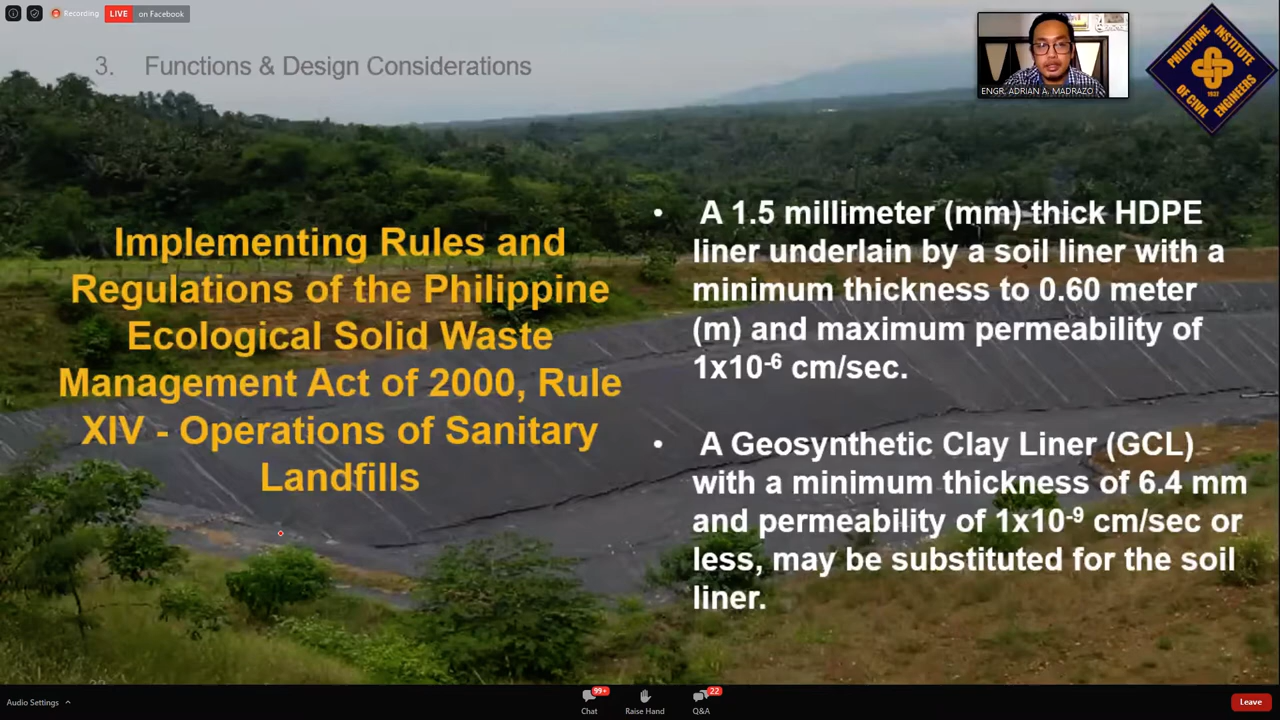 Recording
LIVE on Facebook
3. Functions & Design Considerations
ENGR. ADRIAN A. MADRAZO
PHILIPPINE INSTITUTE
OF CIVIL ENGINEERS
1937
Implementing Rules and
Regulations of the Philippine
Ecological Solid Waste
Management Act of 2000, Rule
XIV - Operations of Sanitary
Landfills
• A 1.5 millimeter (mm) thick HDPE
liner underlain by a soil liner with a
minimum thickness to 0.60 meter
(m) and maximum permeability of
1x10⁻⁶ cm/sec.
• A Geosynthetic Clay Liner (GCL)
with a minimum thickness of 6.4 mm
and permeability of 1x10⁻⁹ cm/sec or
less, may be substituted for the soil
liner.
Audio Settings
99+
Chat
Raise Hand
22
Q&A
Leave